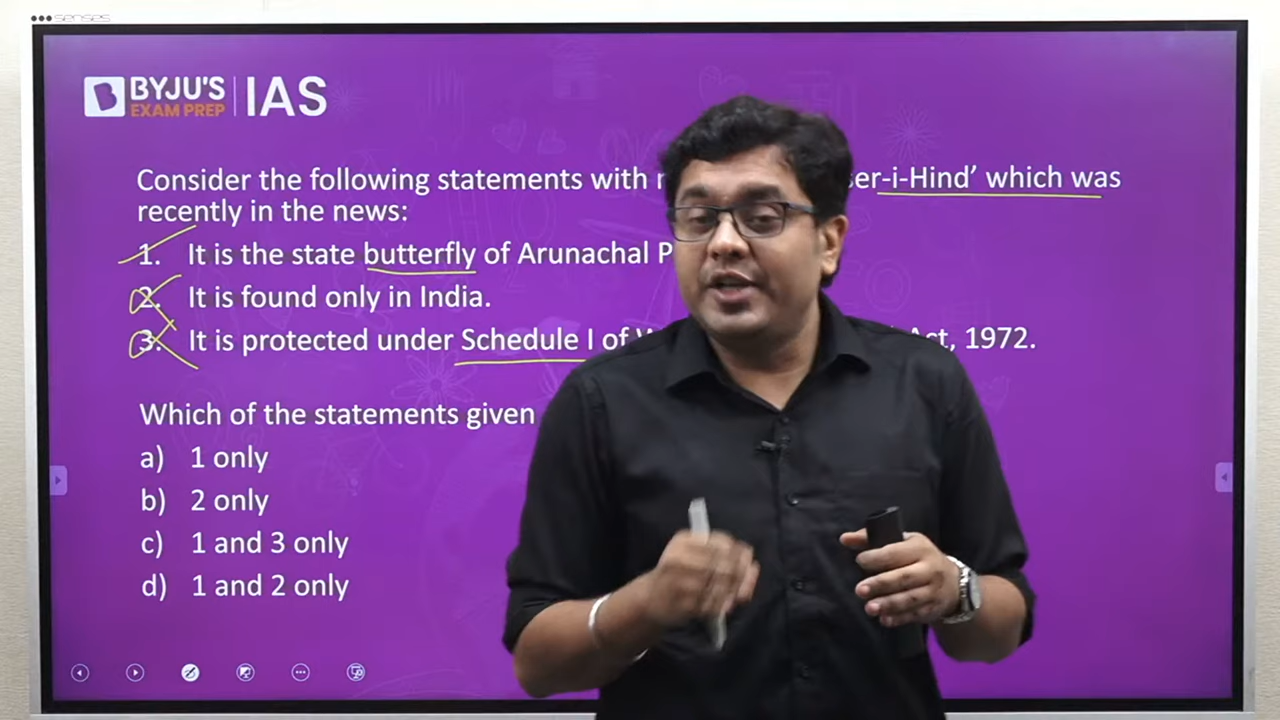 senses
BYJU'S
EXAM PREP
IAS
Consider the following statements with ser-i-Hind’ which was
recently in the news:
1. It is the state butterfly of Arunachal P
2. It is found only in India.
3. It is protected under Schedule I of Act, 1972.
Which of the statements given
a) 1 only
b) 2 only
c) 1 and 3 only
d) 1 and 2 only